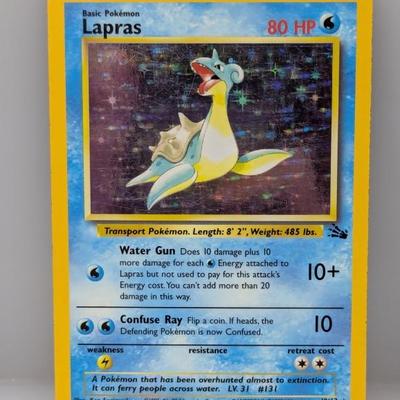 Basic Pokémon
Lapras
80 HP
Transport Pokémon. Length: 8' 2", Weight: 485 lbs.
Water Gun Does 10 damage plus 10
more damage for each Energy attached to
Lapras but not used to pay for this attack's
Energy cost. You can't add more than 20
damage in this way.
10+
Confuse Ray Flip a coin. If heads, the
Defending Pokémon is now Confused.
10
weakness
resistance
retreat cost
A Pokémon that has been overhunted almost to extinction.
It can ferry people across water. LV. 31 #131